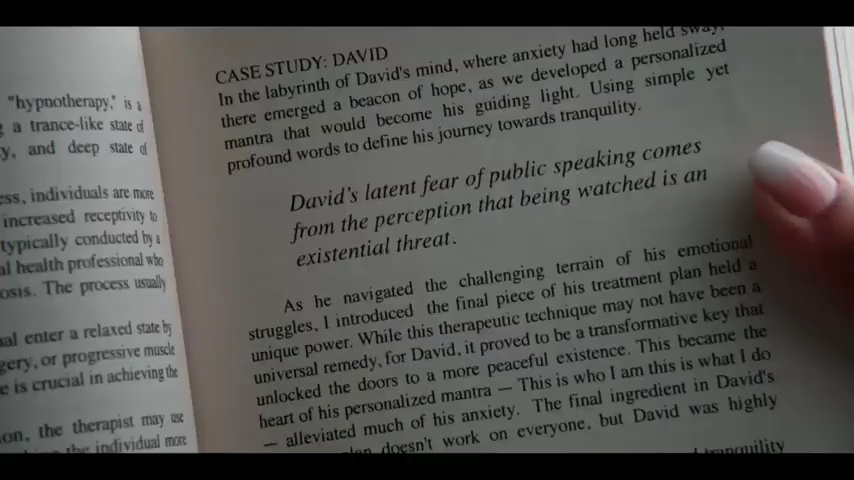 "hypnotherapy," is a
a trance-like state of
and deep state of
individuals are more
increased receptivity to
typically conducted by a
health professional who
The process usually
enter a relaxed state by
or progressive muscle
is crucial in achieving the
the therapist may use
the individual more
CASE STUDY: DAVID
In the labyrinth of David's mind, where anxiety had long held sway,
there emerged a beacon of hope, as we developed a personalized
mantra that would become his guiding light. Using simple yet
profound words to define his journey towards tranquility.
David's latent fear of public speaking comes
from the perception that being watched is an
existential threat.
As he navigated the challenging terrain of his emotional
struggles, I introduced the final piece of his treatment plan held a
unique power. While this therapeutic technique may not have been a
universal remedy, for David, it proved to be a transformative key that
unlocked the doors to a more peaceful existence. This became the
heart of his personalized mantra — This is who I am this is what I do
— alleviated much of his anxiety. The final ingredient in David's
doesn't work on everyone, but David was highly
tranquility